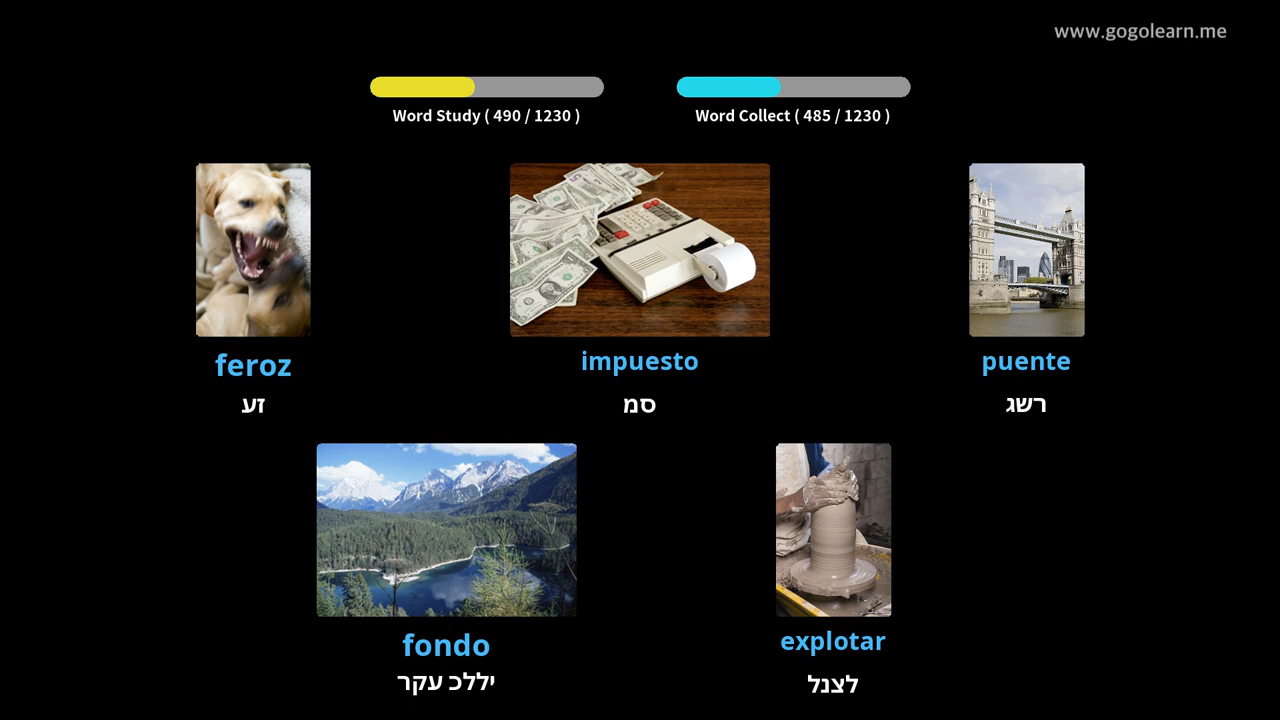 www.gogolearn.me
Word Study ( 490 / 1230 )
Word Collect ( 485 / 1230 )
feroz
זע
impuesto
סמ
puente
רשג
fondo
יללכ עקר
explotar
לצנל